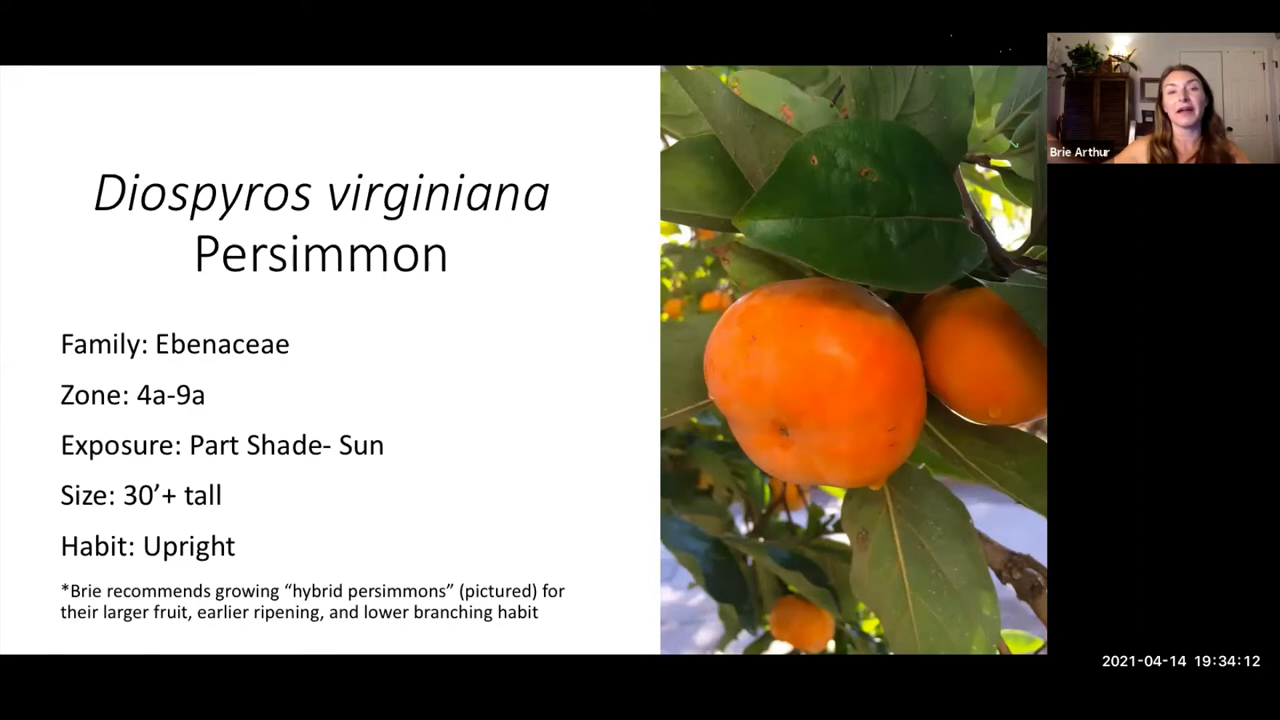 Diospyros virginiana
Persimmon
Family: Ebenaceae
Zone: 4a-9a
Exposure: Part Shade- Sun
Size: 30’+ tall
Habit: Upright
*Brie recommends growing “hybrid persimmons” (pictured) for
their larger fruit, earlier ripening, and lower branching habit
Brie Arthur
2021-04-14 19:34:12